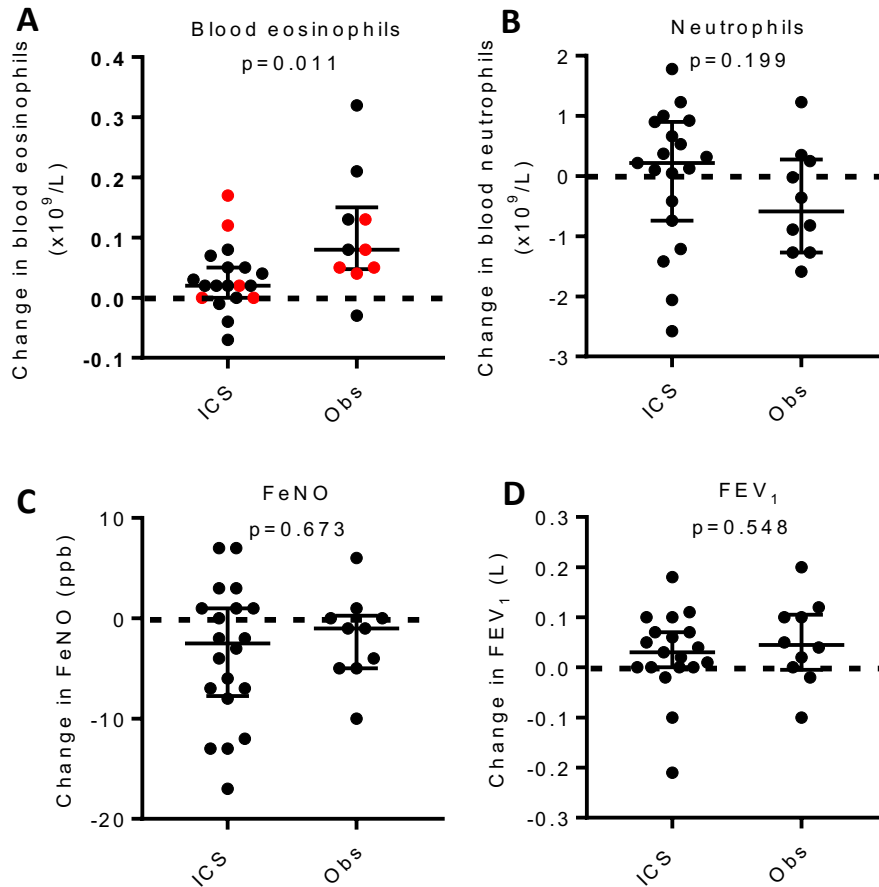 A
Blood eosinophils
p=0.011
Change in blood eosinophils
(x10⁹/L)
0.4
0.3
0.2
0.1
0.0
-0.1
ICS
Obs
B
Neutrophils
p=0.199
Change in blood neutrophils
(x10⁹/L)
2
1
0
-1
-2
-3
ICS
Obs
C
FeNO
p=0.673
Change in FeNO (ppb)
10
0
-10
-20
ICS
Obs
D
FEV₁
p=0.548
Change in FEV₁ (L)
0.3
0.2
0.1
0.0
-0.1
-0.2
-0.3
ICS
Obs